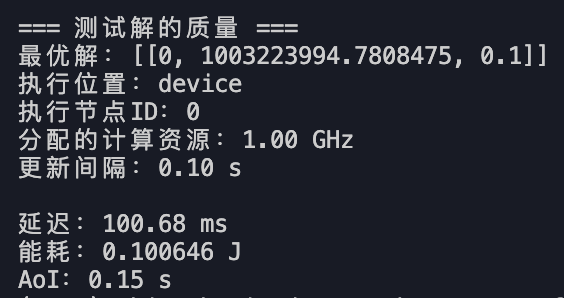 === 测试解的质量 ===
最优解: [[0, 1003223994.7808475, 0.1]]
执行位置: device
执行节点ID: 0
分配的计算资源: 1.00 GHz
更新间隔: 0.10 s
延迟: 100.68 ms
能耗: 0.100646 J
AoI: 0.15 s